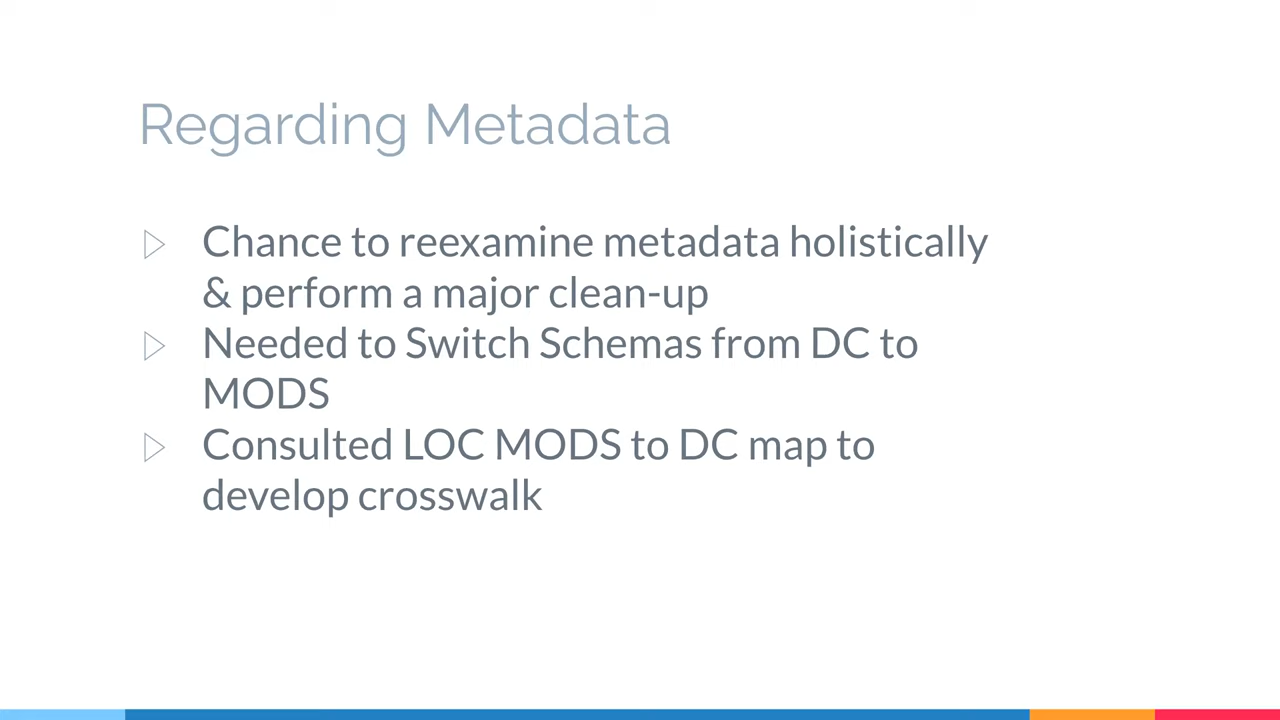 Regarding Metadata
Chance to reexamine metadata holistically
& perform a major clean-up
Needed to Switch Schemas from DC to
MODS
Consulted LOC MODS to DC map to
develop crosswalk